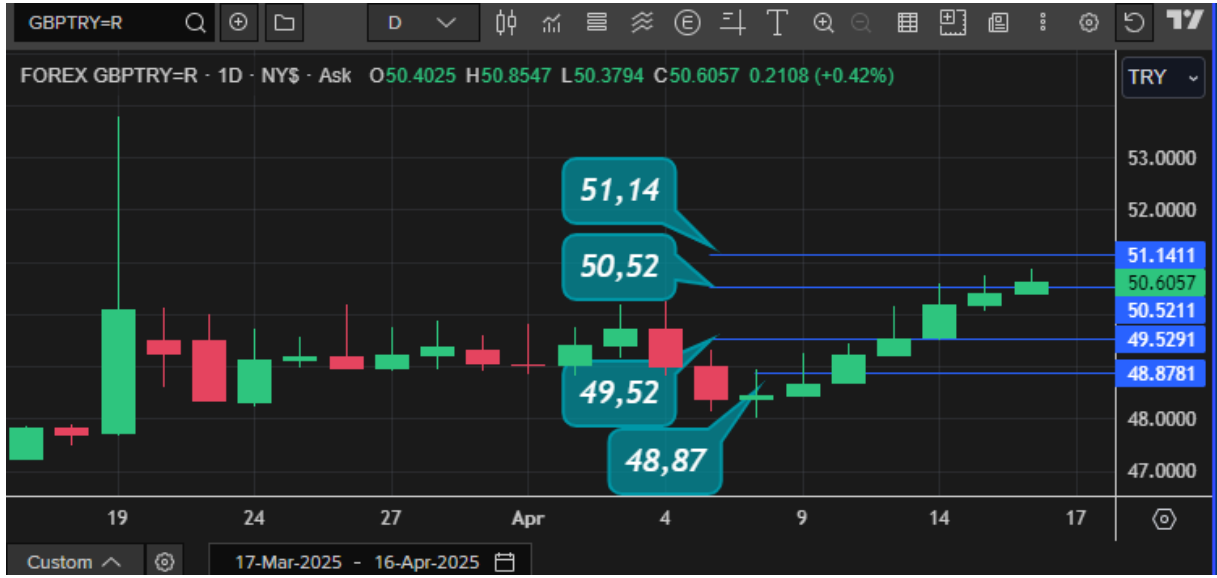 GBPTRY=R
D
E
T
FOREX GBPTRY=R · 1D · NY$ · Ask O50.4025 H50.8547 L50.3794 C50.6057 0.2108 (+0.42%)
TRY
53.0000
52.0000
51,14
51.1411
50,52
50.6057
50.5211
49.5291
49,52
48.8781
48.0000
48,87
47.0000
19 24 27 Apr 4 9 14 17
Custom 17-Mar-2025 - 16-Apr-2025